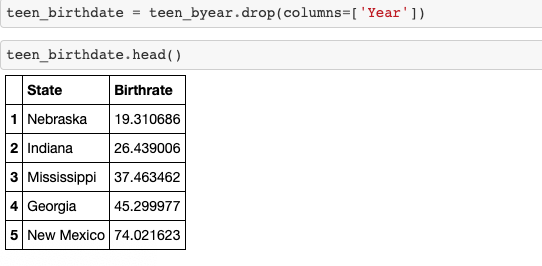 teen_birthdate = teen_byear.drop(columns=['Year'])
teen_birthdate.head()
State Birthrate
1 Nebraska 19.310686
2 Indiana 26.439006
3 Mississippi 37.463462
4 Georgia 45.299977
5 New Mexico 74.021623